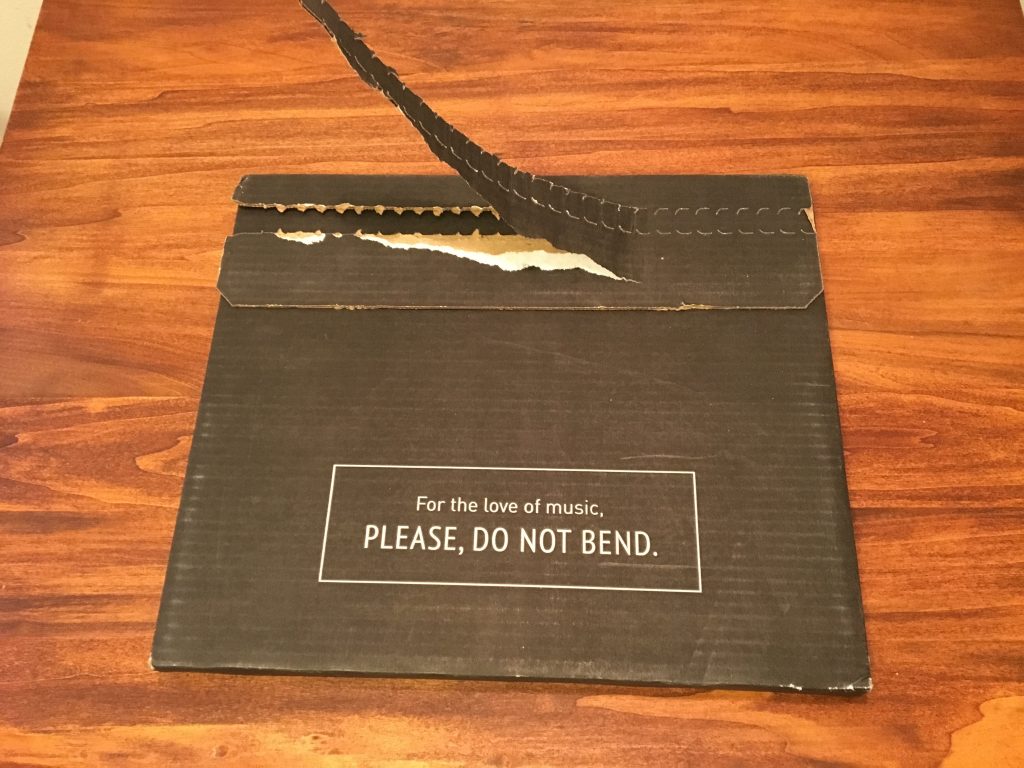 For the love of music,
PLEASE, DO NOT BEND.